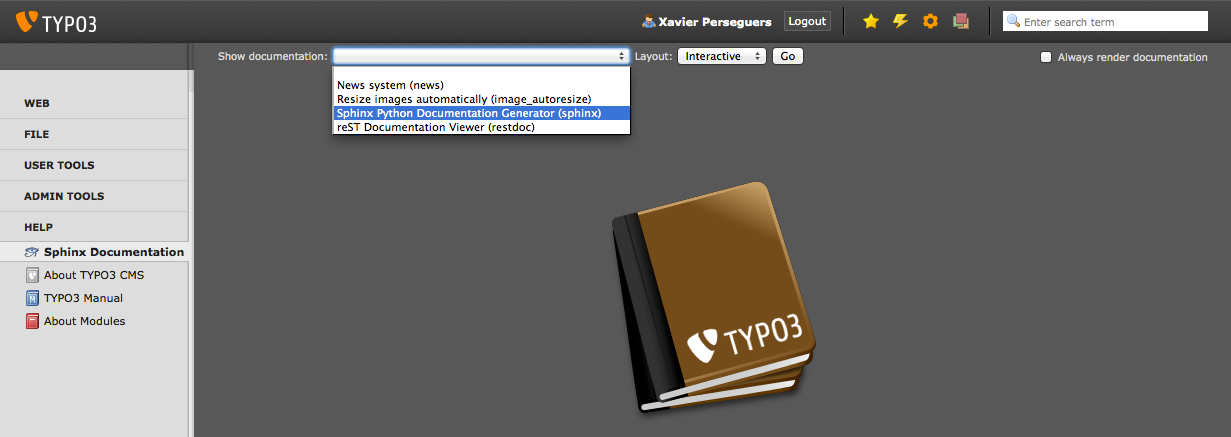 TYPO3
Xavier Perseguers
Logout
Enter search term
Show documentation:
Layout:
Interactive
Go
Always render documentation
News system (news)
Resize images automatically (image_autoresize)
Sphinx Python Documentation Generator (sphinx)
reST Documentation Viewer (restdoc)
WEB
FILE
USER TOOLS
ADMIN TOOLS
HELP
Sphinx Documentation
About TYPO3 CMS
M TYPO3 Manual
About Modules
TYPO3